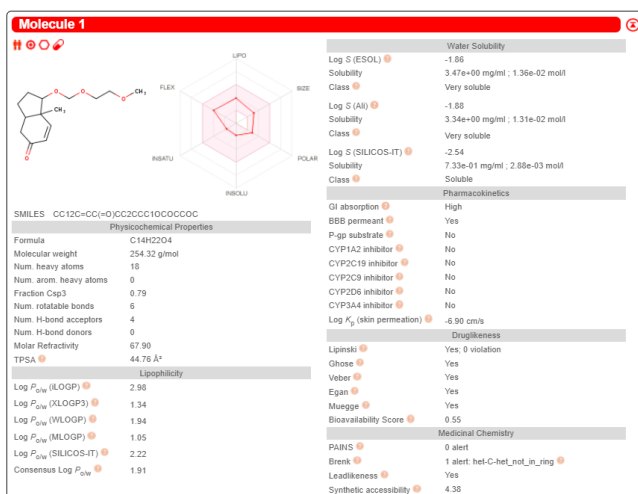 Molecule 1
O
O
O
CH₃
CH₃
O
LIPO
FLEX
SIZE
INSATU
POLAR
INSOLU
SMILES CC12C=CC(=O)CC2CCC1OCOCCOC
Physicochemical Properties
Formula C14H22O4
Molecular weight 254.32 g/mol
Num. heavy atoms 18
Num. arom. heavy atoms 0
Fraction Csp3 0.79
Num. rotatable bonds 6
Num. H-bond acceptors 4
Num. H-bond donors 0
Molar Refractivity 67.90
TPSA ? 44.76 Å²
Lipophilicity
Log Po/w (iLOGP) ? 2.98
Log Po/w (XLOGP3) ? 1.34
Log Po/w (WLOGP) ? 1.94
Log Po/w (MLOGP) ? 1.05
Log Po/w (SILICOS-IT) ? 2.22
Consensus Log Po/w ? 1.91
Water Solubility
Log S (ESOL) ? -1.86
Solubility 3.47e+00 mg/ml ; 1.36e-02 mol/l
Class ? Very soluble
Log S (Ali) ? -1.88
Solubility 3.34e+00 mg/ml ; 1.31e-02 mol/l
Class ? Very soluble
Log S (SILICOS-IT) ? -2.54
Solubility 7.33e-01 mg/ml ; 2.88e-03 mol/l
Class ? Soluble
Pharmacokinetics
GI absorption ? High
BBB permeant ? Yes
P-gp substrate ? No
CYP1A2 inhibitor ? No
CYP2C19 inhibitor ? No
CYP2C9 inhibitor ? No
CYP2D6 inhibitor ? No
CYP3A4 inhibitor ? No
Log Kp (skin permeation) ? -6.90 cm/s
Druglikeness
Lipinski ? Yes; 0 violation
Ghose ? Yes
Veber ? Yes
Egan ? Yes
Muegge ? Yes
Bioavailability Score ? 0.55
Medicinal Chemistry
PAINS ? 0 alert
Brenk ? 1 alert: het-C-het_not_in_ring ?
Leadlikeness ? Yes
Synthetic accessibility ? 4.38